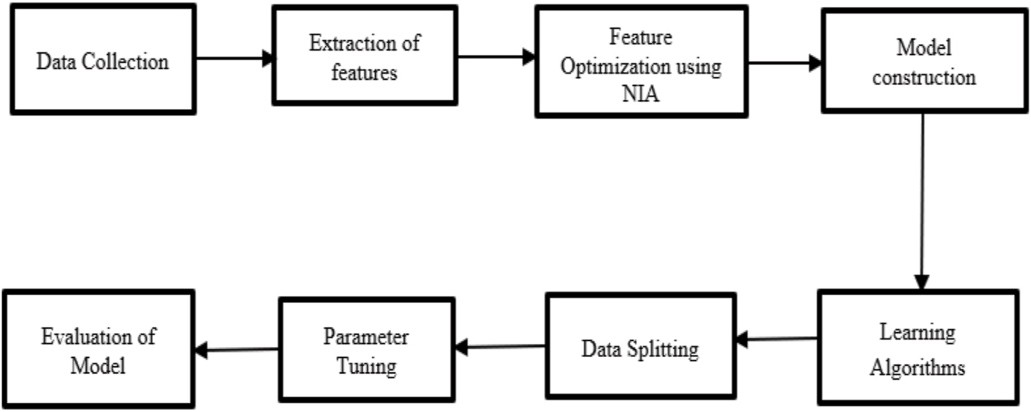 Data Collection
Extraction of
features
Feature
Optimization using
NIA
Model
construction
Learning
Algorithms
Data Splitting
Parameter
Tuning
Evaluation of
Model